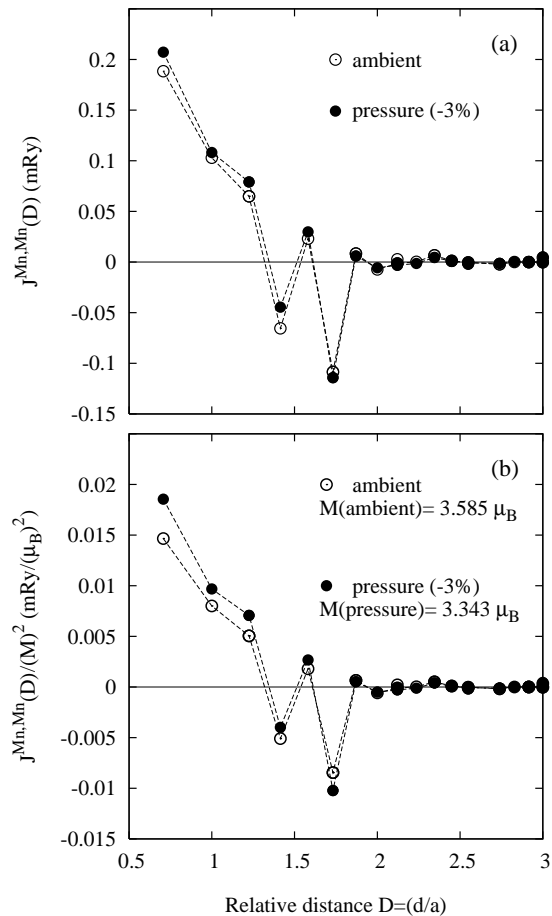 (a)
ambient
pressure (-3%)
J^{Mn,Mn}(D) (mRy)
0.2
0.15
0.1
0.05
0
-0.05
-0.1
-0.15
(b)
ambient
M(ambient)= 3.585 μ_B
pressure (-3%)
M(pressure)= 3.343 μ_B
J^{Mn,Mn}(D)/(M)^2 (mRy/(μ_B)^2)
0.02
0.015
0.01
0.005
0
-0.005
-0.01
-0.015
0.5 1 1.5 2 2.5 3
Relative distance D=(d/a)